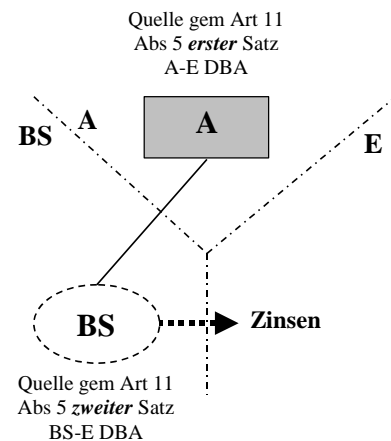 Quelle gem Art 11
Abs 5 erster Satz
A-E DBA
A
A
BS
E
BS
Zinsen
Quelle gem Art 11
Abs 5 zweiter Satz
BS-E DBA